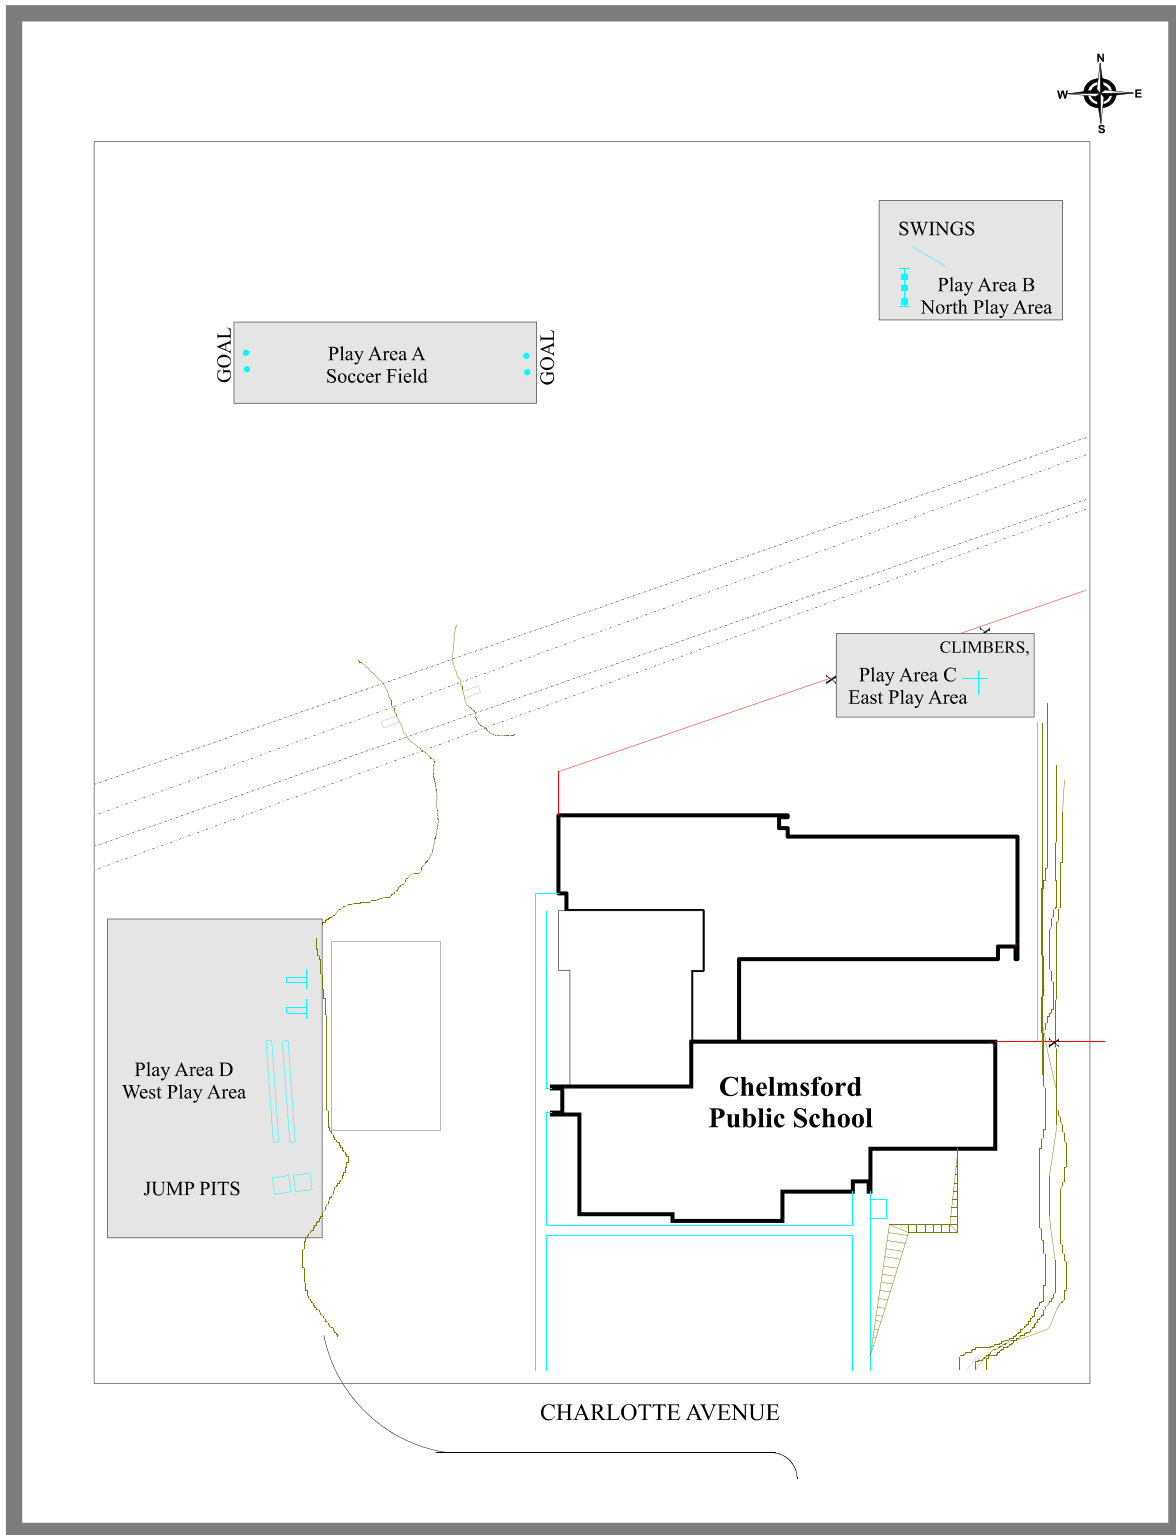 N
W E
S
SWINGS
Play Area B
North Play Area
GOAL
Play Area A
Soccer Field
GOAL
CLIMBERS,
Play Area C
East Play Area
X
X
X
Play Area D
West Play Area
JUMP PITS
Chelmsford
Public School
CHARLOTTE AVENUE